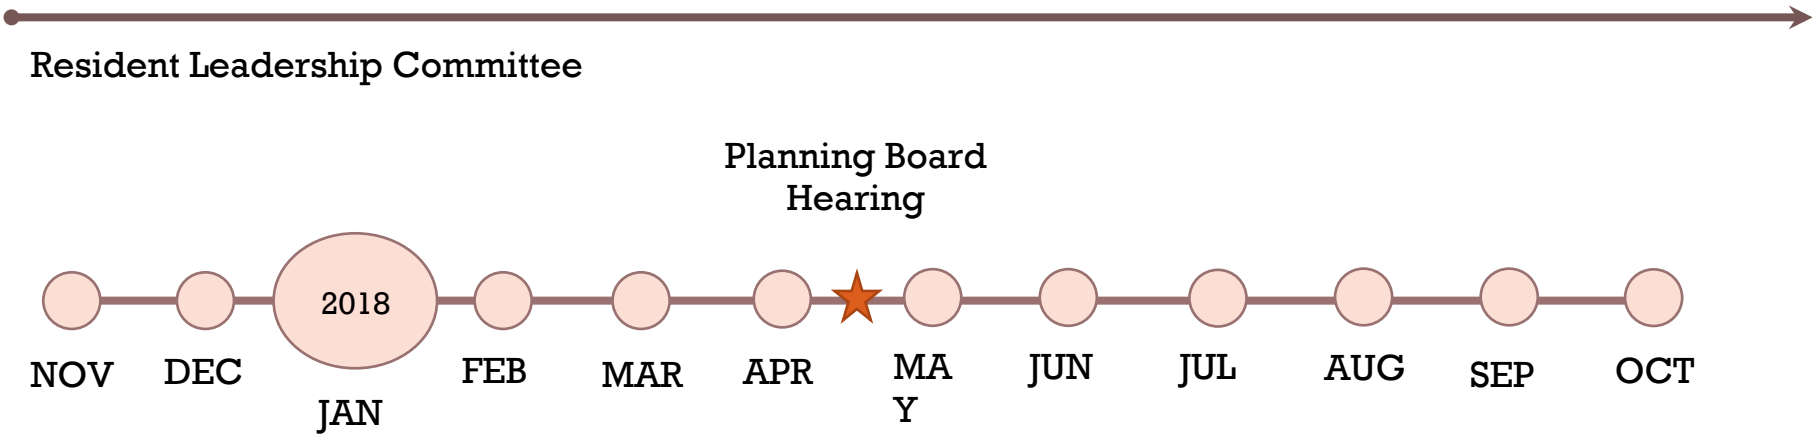 Resident Leadership Committee
Planning Board
Hearing
2018
NOV
DEC
JAN
FEB
MAR
APR
MA
Y
JUN
JUL
AUG
SEP
OCT